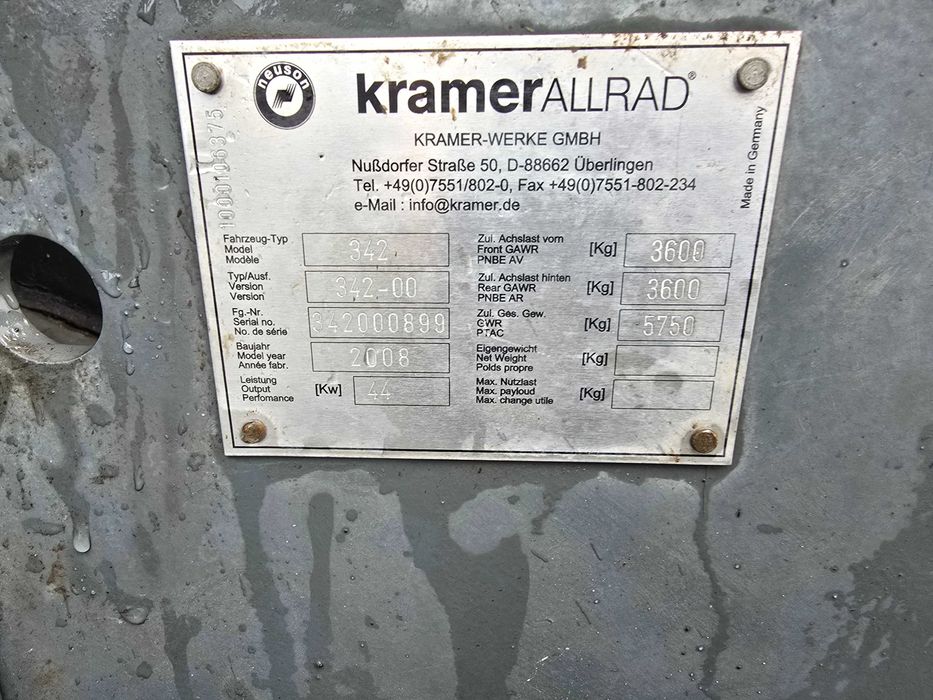 neuson
kramerALLRAD®
KRAMER-WERKE GMBH
Nußdorfer Straße 50, D-88662 Überlingen
Tel. +49(0)7551/802-0, Fax +49(0)7551-802-234
e-Mail : info@kramer.de
Made in Germany
1000106375
Fahrzeug-Typ
Model
Modèle
342
Typ/Ausf.
Version
Version
342-00
Fg.-Nr.
Serial no.
No. de série
342000899
Baujahr
Model year
Année fabr.
2008
Leistung
Output
Perfomance
[Kw]
44
Zul. Achslast vorn
Front GAWR
PNBE AV
[Kg]
3600
Zul. Achslast hinten
Rear GAWR
PNBE AR
[Kg]
3600
Zul. Ges. Gew.
GWR
PTAC
[Kg]
5750
Eigengewicht
Net Weight
Polds propre
[Kg]
Max. Nutzlast
Max. payloud
Max. change utile
[Kg]